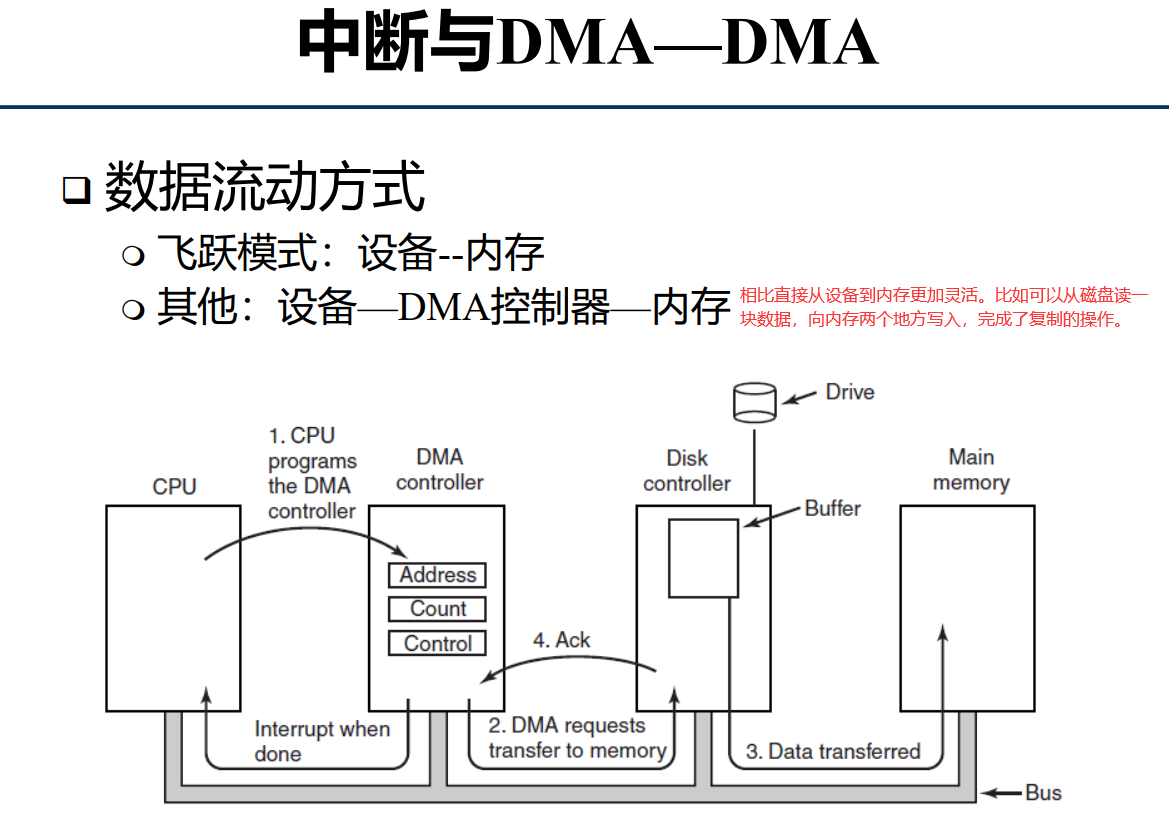 中断与DMA—DMA
数据流动方式
飞跃模式：设备--内存
其他：设备—DMA控制器—内存
相比直接从设备到内存更加灵活。比如可以从磁盘读一
块数据，向内存两个地方写入，完成了复制的操作。
Drive
1. CPU
programs
the DMA
controller
CPU
DMA
controller
Disk
controller
Main
memory
Buffer
Address
Count
Control
4. Ack
Interrupt when
done
2. DMA requests
transfer to memory
3. Data transferred
Bus